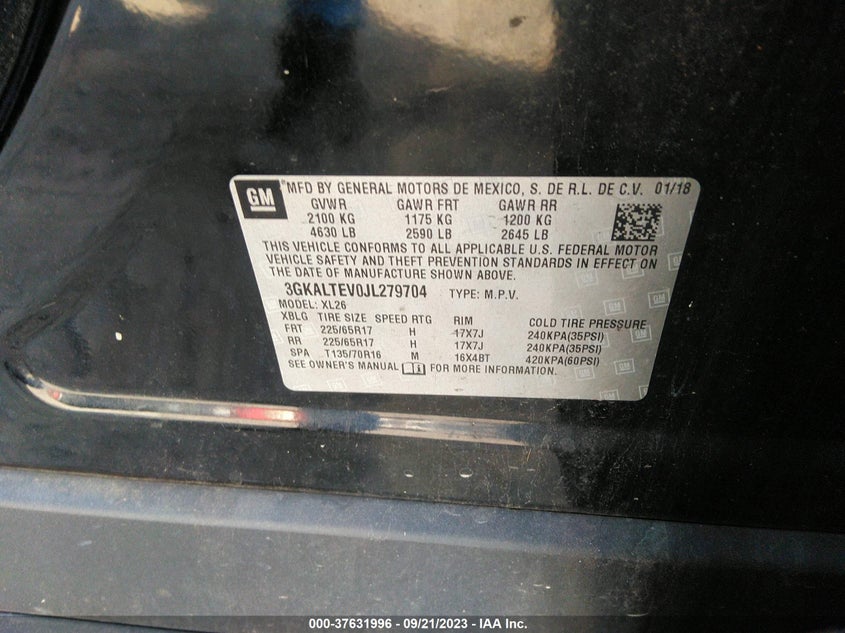 GM ® MFD BY GENERAL MOTORS DE MEXICO, S. DE R.L. DE C.V. 01/18
GVWR GAWR FRT GAWR RR
2100 KG 1175 KG 1200 KG
4630 LB 2590 LB 2645 LB
THIS VEHICLE CONFORMS TO ALL APPLICABLE U.S. FEDERAL MOTOR
VEHICLE SAFETY AND THEFT PREVENTION STANDARDS IN EFFECT ON
THE DATE OF MANUFACTURE SHOWN ABOVE.
3GKALTEV0JL279704 TYPE: M.P.V.
MODEL: XL26
XBLG TIRE SIZE SPEED RTG RIM COLD TIRE PRESSURE
FRT 225/65R17 H 17X7J 240KPA(35PSI)
RR 225/65R17 H 17X7J 240KPA(35PSI)
SPA T135/70R16 M 16X4BT 420KPA(60PSI)
SEE OWNER'S MANUAL FOR MORE INFORMATION.
000-37631996 - 09/21/2023 - IAA Inc.